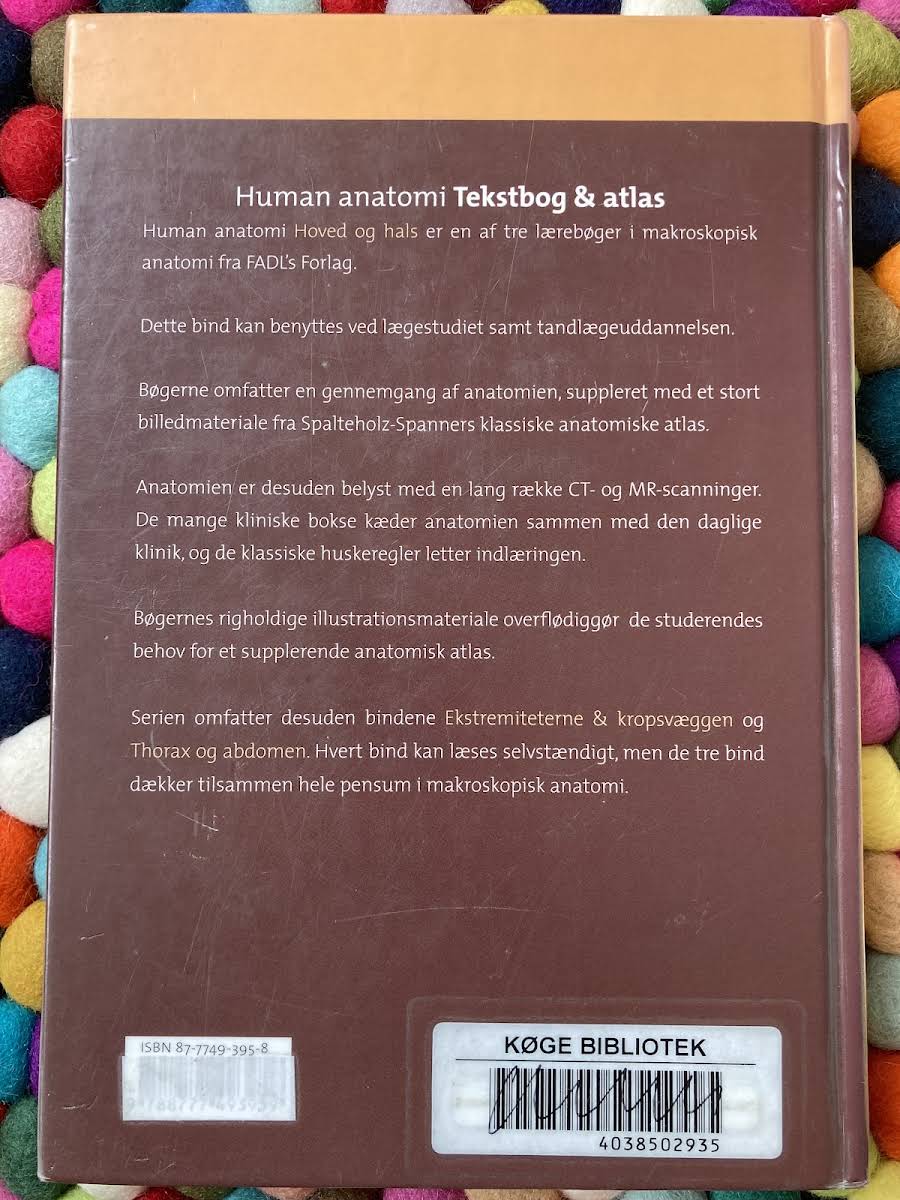 Human anatomi Tekstbog & atlas
Human anatomi Hoved og hals er en af tre lærebøger i makroskopisk
anatomi fra FADL's Forlag.
Dette bind kan benyttes ved lægestudiet samt tandlægeuddannelsen.
Bøgerne omfatter en gennemgang af anatomien, suppleret med et stort
billedmateriale fra Spalteholz-Spanners klassiske anatomiske atlas.
Anatomien er desuden belyst med en lang række CT- og MR-scanninger.
De mange kliniske bokse kæder anatomien sammen med den daglige
klinik, og de klassiske huskeregler letter indlæringen.
Bøgernes righoldige illustrationsmateriale overflødiggør de studerendes
behov for et supplerende anatomisk atlas.
Serien omfatter desuden bindene Ekstremiteterne & kropsvæggen og
Thorax og abdomen. Hvert bind kan læses selvstændigt, men de tre bind
dækker tilsammen hele pensum i makroskopisk anatomi.
ISBN 87-7749-395-8
KØGE BIBLIOTEK
4038502935